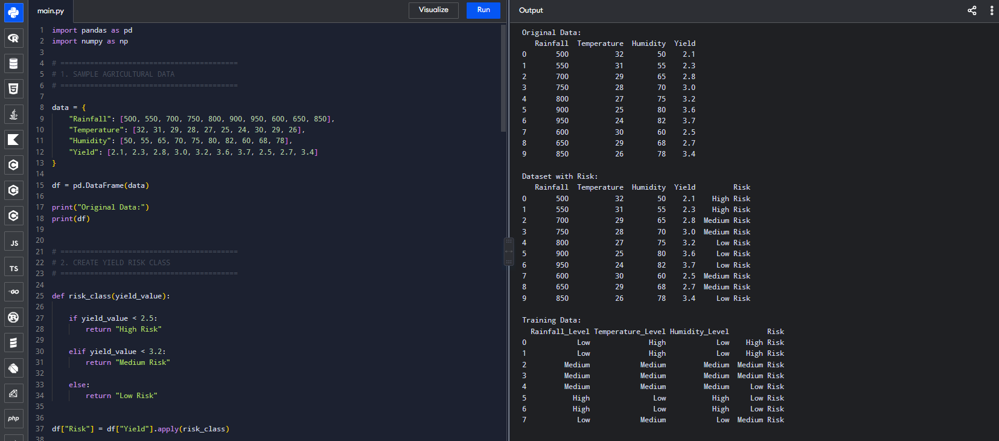 main.py
Visualize
Run
Output
1 import pandas as pd
2 import numpy as np
3
4 # ==========================================
5 # 1. SAMPLE AGRICULTURAL DATA
6 # ==========================================
7
8 data = {
9     "Rainfall": [500, 550, 700, 750, 800, 900, 950, 600, 650, 850],
10     "Temperature": [32, 31, 29, 28, 27, 25, 24, 30, 29, 26],
11     "Humidity": [50, 55, 65, 70, 75, 80, 82, 60, 68, 78],
12     "Yield": [2.1, 2.3, 2.8, 3.0, 3.2, 3.6, 3.7, 2.5, 2.7, 3.4]
13 }
14
15 df = pd.DataFrame(data)
16
17 print("Original Data:")
18 print(df)
19
20
21 # ==========================================
22 # 2. CREATE YIELD RISK CLASS
23 # ==========================================
24
25 def risk_class(yield_value):
26
27     if yield_value < 2.5:
28         return "High Risk"
29
30     elif yield_value < 3.2:
31         return "Medium Risk"
32
33     else:
34         return "Low Risk"
35
36
37 df["Risk"] = df["Yield"].apply(risk_class)
38
Original Data:
   Rainfall  Temperature  Humidity  Yield
0       500           32        50    2.1
1       550           31        55    2.3
2       700           29        65    2.8
3       750           28        70    3.0
4       800           27        75    3.2
5       900           25        80    3.6
6       950           24        82    3.7
7       600           30        60    2.5
8       650           29        68    2.7
9       850           26        78    3.4
Dataset with Risk:
   Rainfall  Temperature  Humidity  Yield         Risk
0       500           32        50    2.1    High Risk
1       550           31        55    2.3    High Risk
2       700           29        65    2.8  Medium Risk
3       750           28        70    3.0  Medium Risk
4       800           27        75    3.2     Low Risk
5       900           25        80    3.6     Low Risk
6       950           24        82    3.7     Low Risk
7       600           30        60    2.5  Medium Risk
8       650           29        68    2.7  Medium Risk
9       850           26        78    3.4     Low Risk
Training Data:
  Rainfall_Level Temperature_Level Humidity_Level         Risk
0            Low              High            Low    High Risk
1            Low              High            Low    High Risk
2         Medium            Medium         Medium  Medium Risk
3         Medium            Medium         Medium  Medium Risk
4         Medium            Medium         Medium     Low Risk
5           High               Low           High     Low Risk
6           High               Low           High     Low Risk
7            Low            Medium            Low  Medium Risk
R
5
C
C
C
JS
TS
GO
R
php